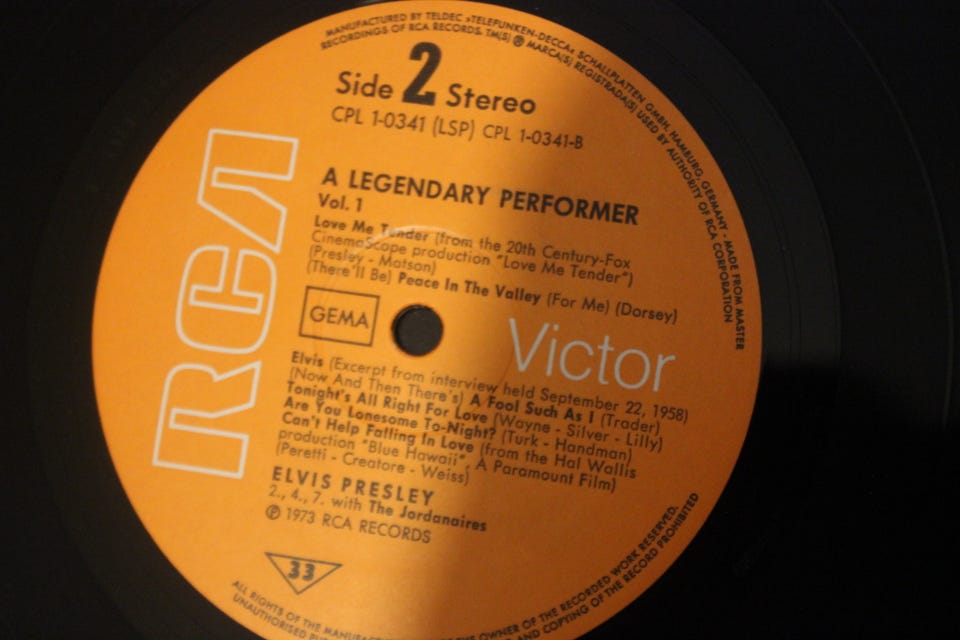 MANUFACTURED BY TELDEC »TELEFUNKEN-DECCA« SCHALLPLATTEN GMBH, HAMBURG, GERMANY - MADE FROM MASTER
RECORDINGS OF RCA RECORDS. TM(S) ® MARCA(S) REGISTRADA(S) USED BY AUTHORITY OF RCA CORPORATION
Side 2 Stereo
CPL 1-0341 (LSP) CPL 1-0341-B
RCA
A LEGENDARY PERFORMER
Vol. 1
Love Me Tender (from the 20th Century-Fox
CinemaScope production "Love Me Tender")
(Presley - Matson)
(There'll Be) Peace In The Valley (For Me) (Dorsey)
GEMA
Victor
Elvis (Excerpt from interview held September 22, 1958)
(Now And Then There's) A Fool Such As I (Trader)
Tonight's All Right For Love (Wayne - Silver - Lilly)
Are You Lonesome To-Night? (Turk - Handman)
Can't Help Falling In Love (from the Hal Wallis
production "Blue Hawaii", A Paramount Film)
(Peretti - Creatore - Weiss)
ELVIS PRESLEY
2., 4., 7. with The Jordanaires
℗ 1973 RCA RECORDS
33
ALL RIGHTS OF THE MANUFACT OWNER OF THE RECORDED WORK RESERVED.
UNAUTHORISED AND COPYING OF THE RECORD PROHIBITED